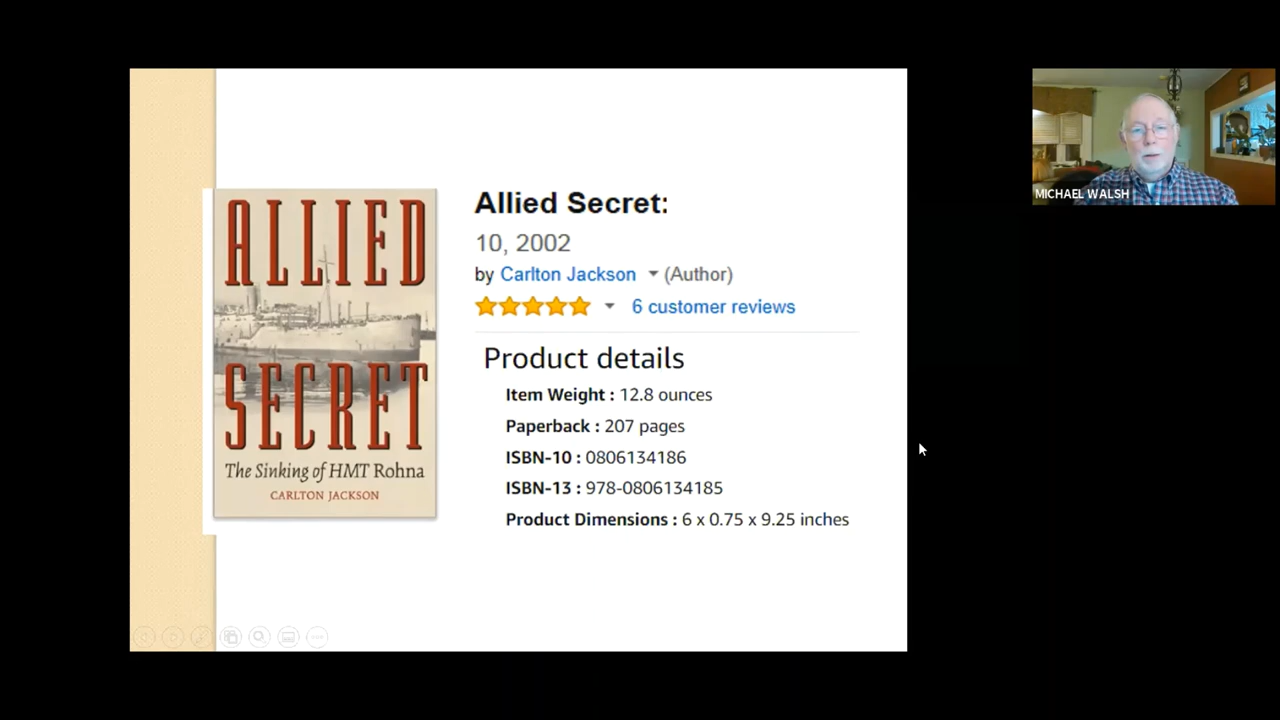 ALLIED
SECRET
The Sinking of HMT Rohna
CARLTON JACKSON
Allied Secret:
10, 2002
by Carlton Jackson (Author)
6 customer reviews
Product details
Item Weight : 12.8 ounces
Paperback : 207 pages
ISBN-10 : 0806134186
ISBN-13 : 978-0806134185
Product Dimensions : 6 x 0.75 x 9.25 inches
MICHAEL WALSH